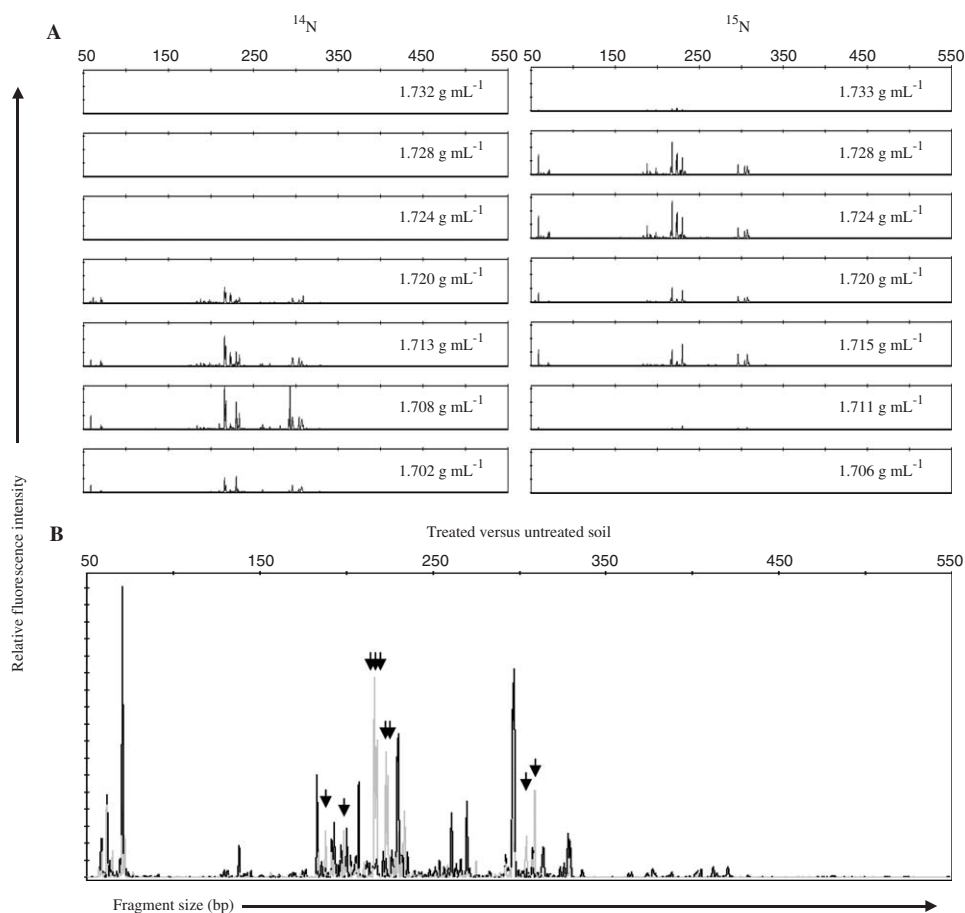 A
¹⁴N
¹⁵N
50 150 250 350 450 550
50 150 250 350 450 550
1.732 g mL⁻¹
1.733 g mL⁻¹
1.728 g mL⁻¹
1.728 g mL⁻¹
1.724 g mL⁻¹
1.724 g mL⁻¹
1.720 g mL⁻¹
1.720 g mL⁻¹
1.713 g mL⁻¹
1.715 g mL⁻¹
1.708 g mL⁻¹
1.711 g mL⁻¹
1.702 g mL⁻¹
1.706 g mL⁻¹
Relative fluorescence intensity
B
Treated versus untreated soil
50 150 250 350 450 550
Fragment size (bp)